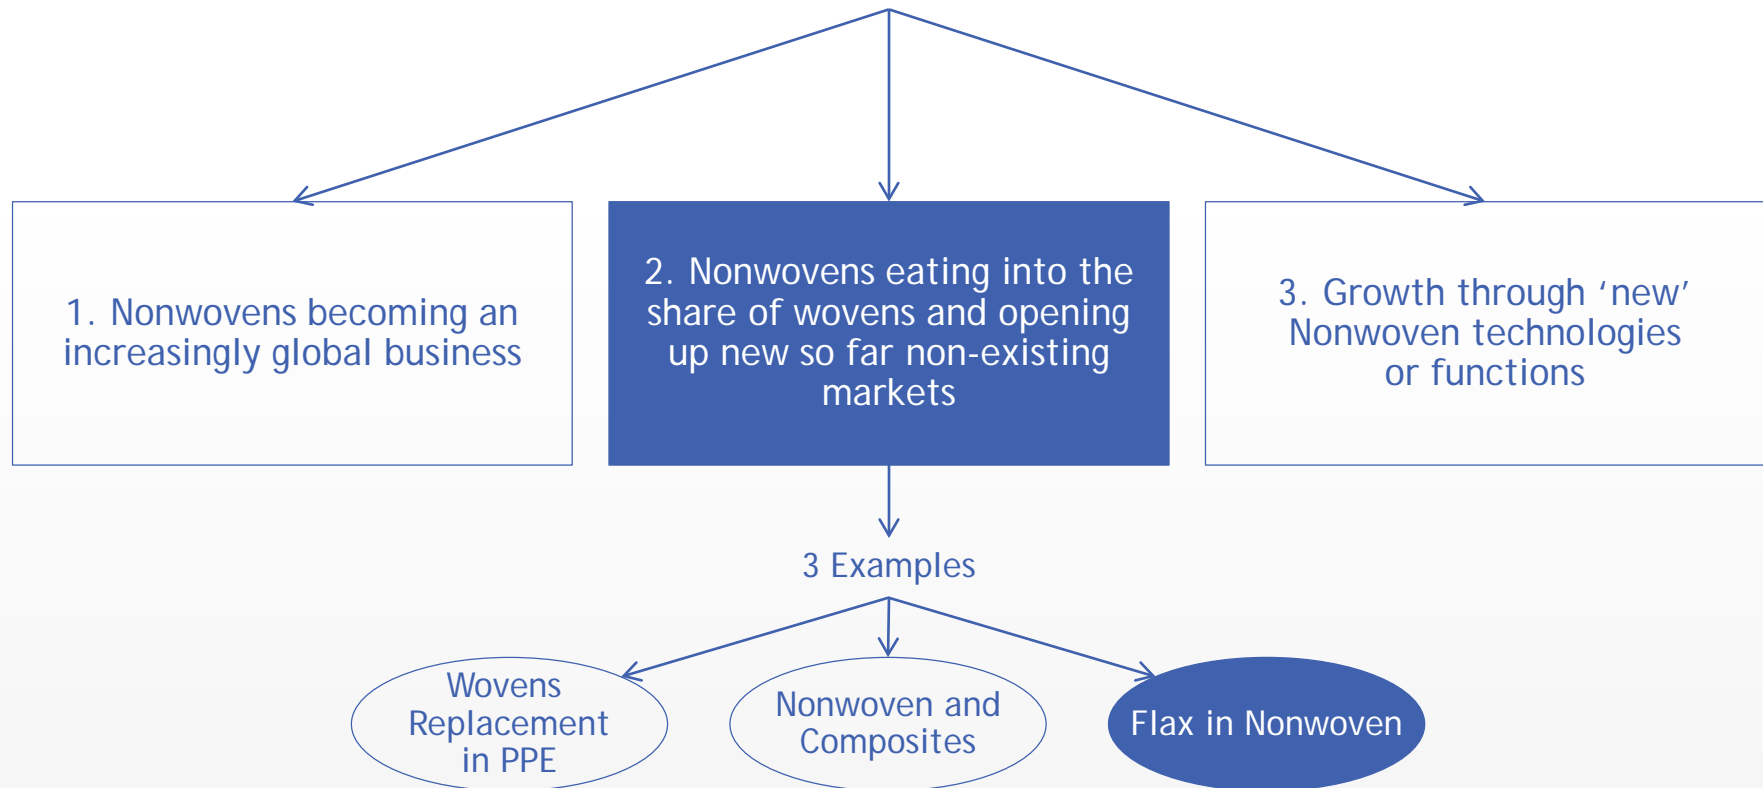 1. Nonwovens becoming an
increasingly global business
2. Nonwovens eating into the
share of wovens and opening
up new so far non-existing
markets
3. Growth through ‘new’
Nonwoven technologies
or functions
3 Examples
Wovens
Replacement
in PPE
Nonwoven and
Composites
Flax in Nonwoven